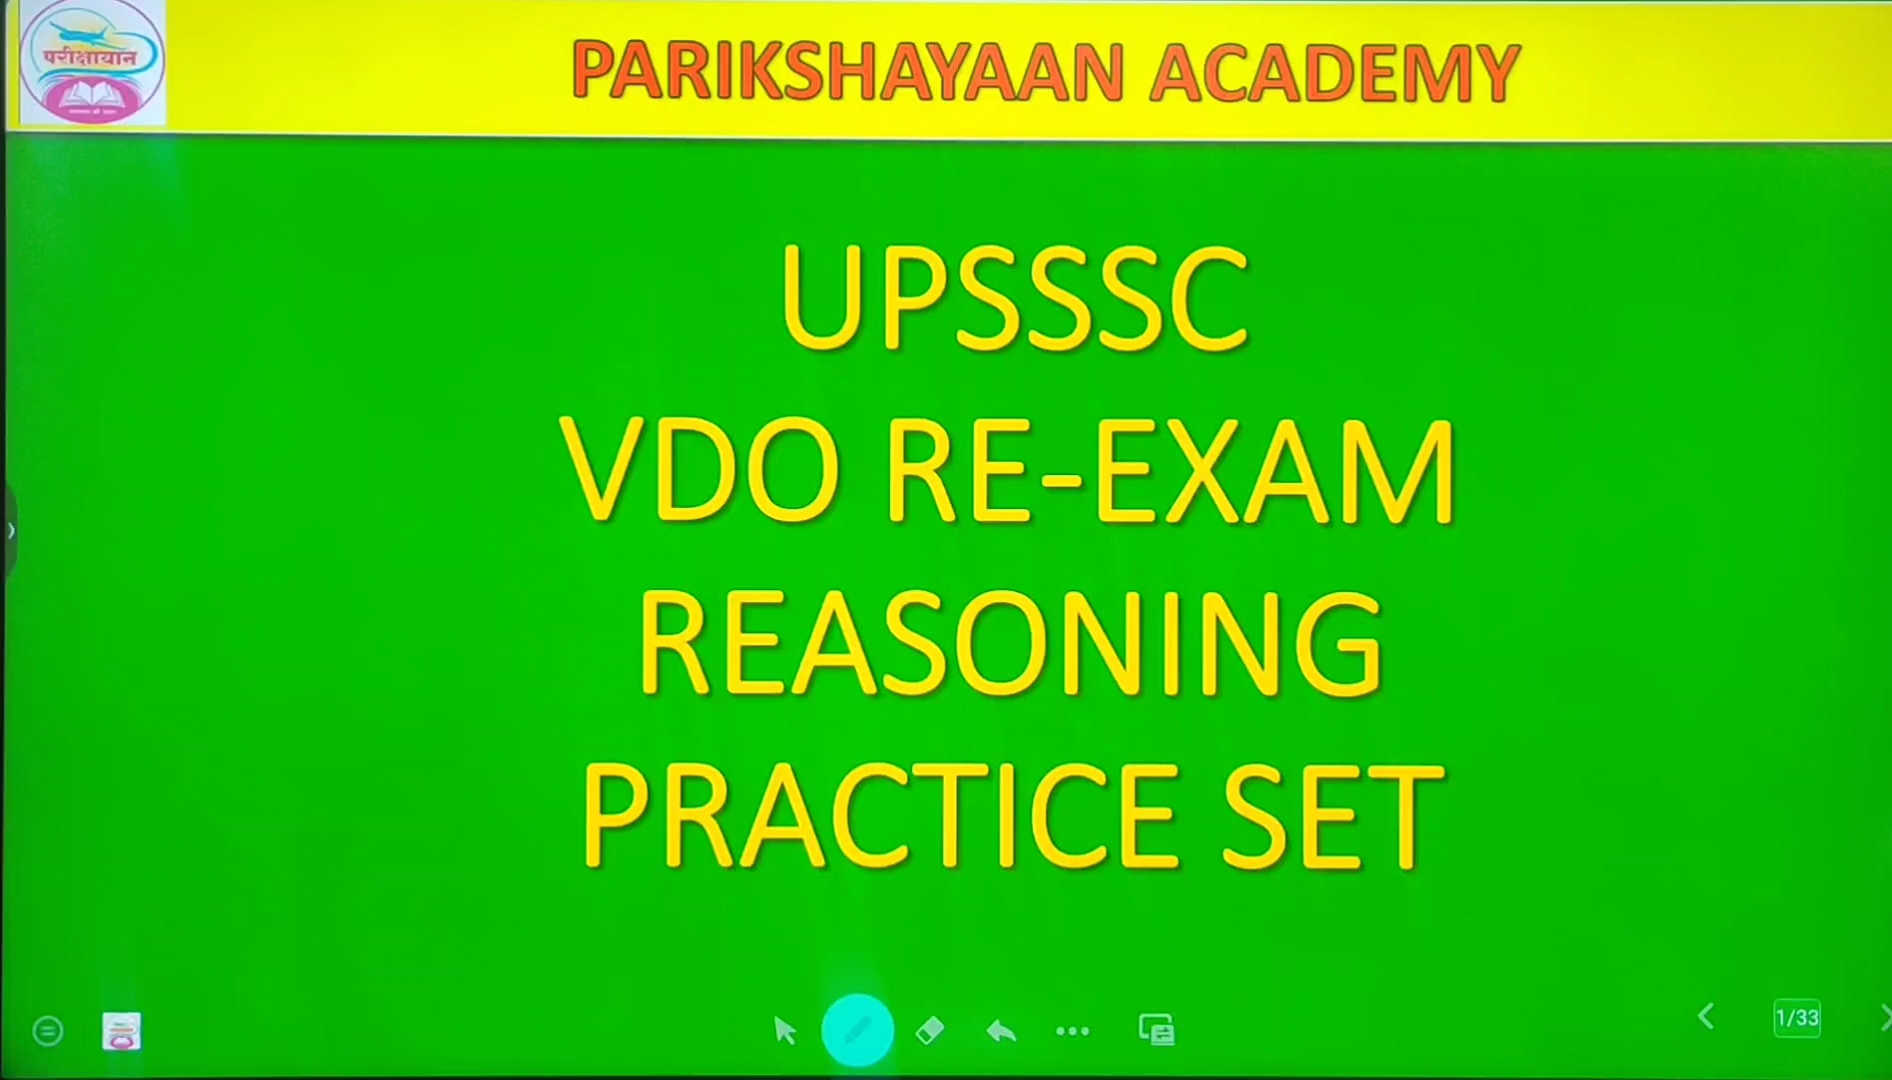 परीक्षायान
PARIKSHAYAAN ACADEMY
UPSSSC
VDO RE-EXAM
REASONING
PRACTICE SET
1/33